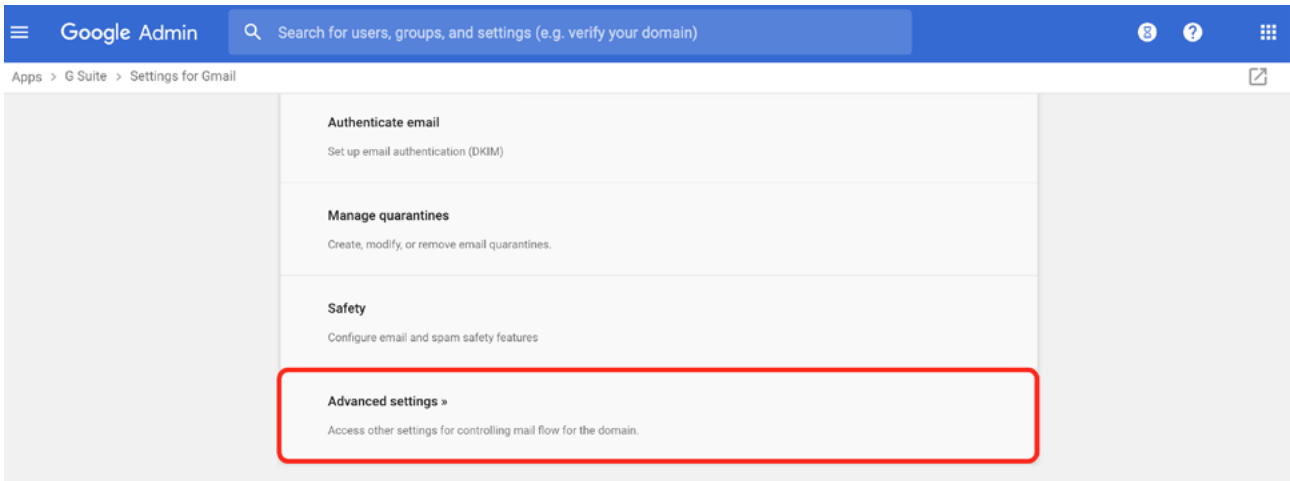 Google Admin
Search for users, groups, and settings (e.g. verify your domain)
Apps > G Suite > Settings for Gmail
Authenticate email
Set up email authentication (DKIM)
Manage quarantines
Create, modify, or remove email quarantines.
Safety
Configure email and spam safety features
Advanced settings »
Access other settings for controlling mail flow for the domain.